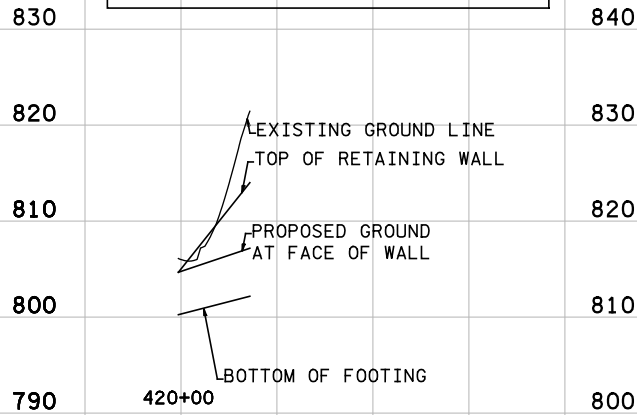 830 840
820 830
EXISTING GROUND LINE
TOP OF RETAINING WALL
810 820
PROPOSED GROUND
AT FACE OF WALL
800 810
BOTTOM OF FOOTING
790 420+00 800